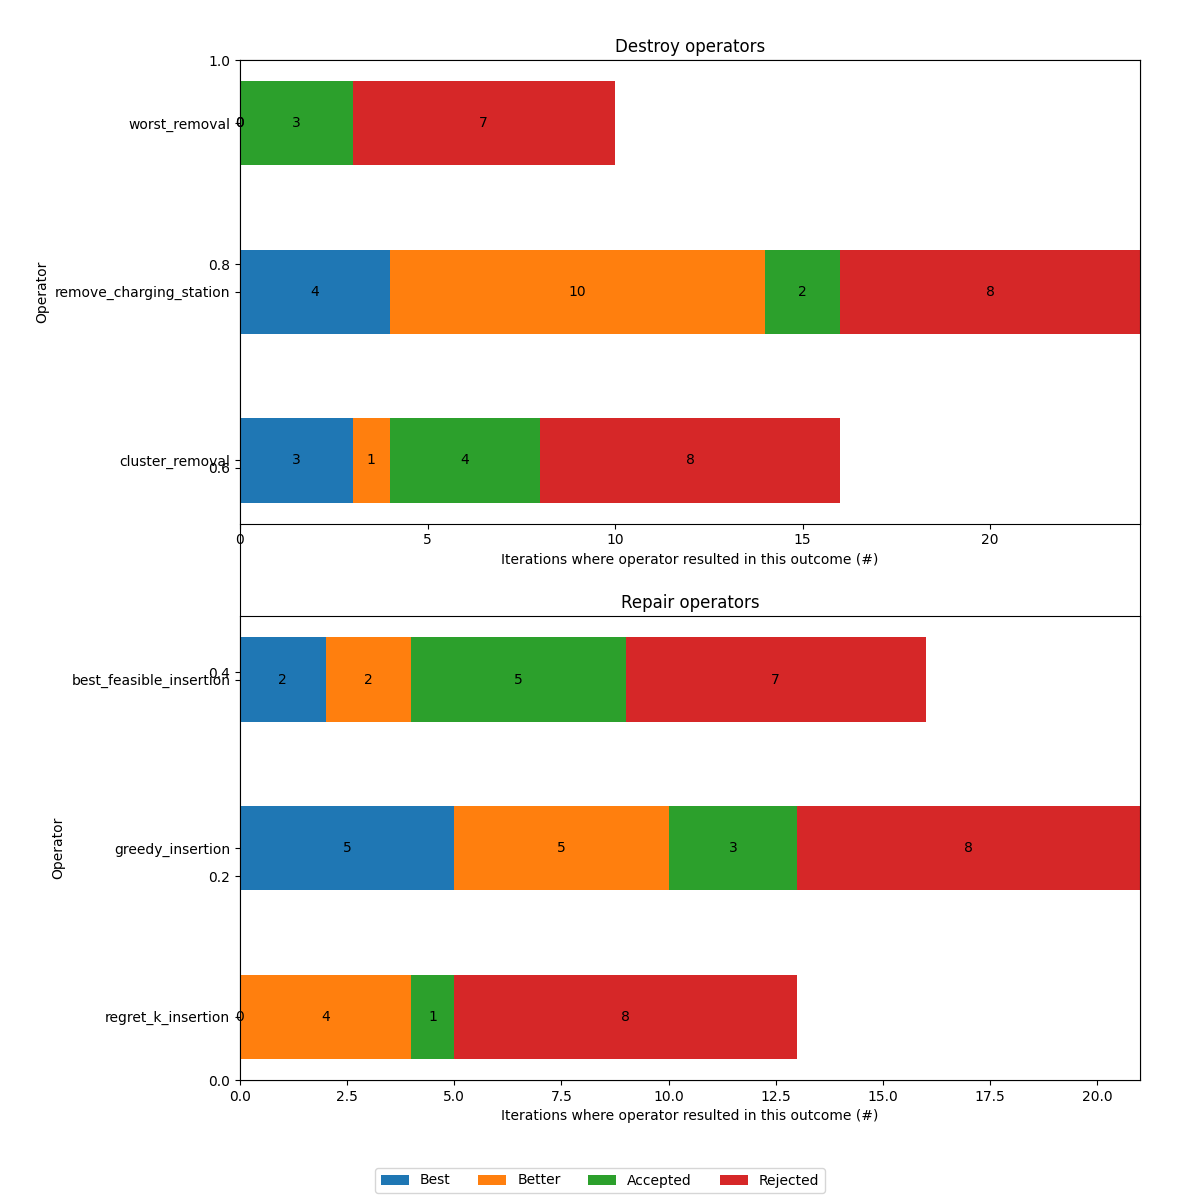 Destroy operators
1.0
worst_removal 0 3 7
0.8
Operator
remove_charging_station 4 10 2 8
cluster_removal 3 1 4 8
0.6
0 5 10 15 20
Iterations where operator resulted in this outcome (#)
Repair operators
0.4
best_feasible_insertion 2 2 5 7
Operator
greedy_insertion 5 5 3 8
0.2
regret_k_insertion 0 4 1 8
0.0
0.0 2.5 5.0 7.5 10.0 12.5 15.0 17.5 20.0
Iterations where operator resulted in this outcome (#)
Best Better Accepted Rejected